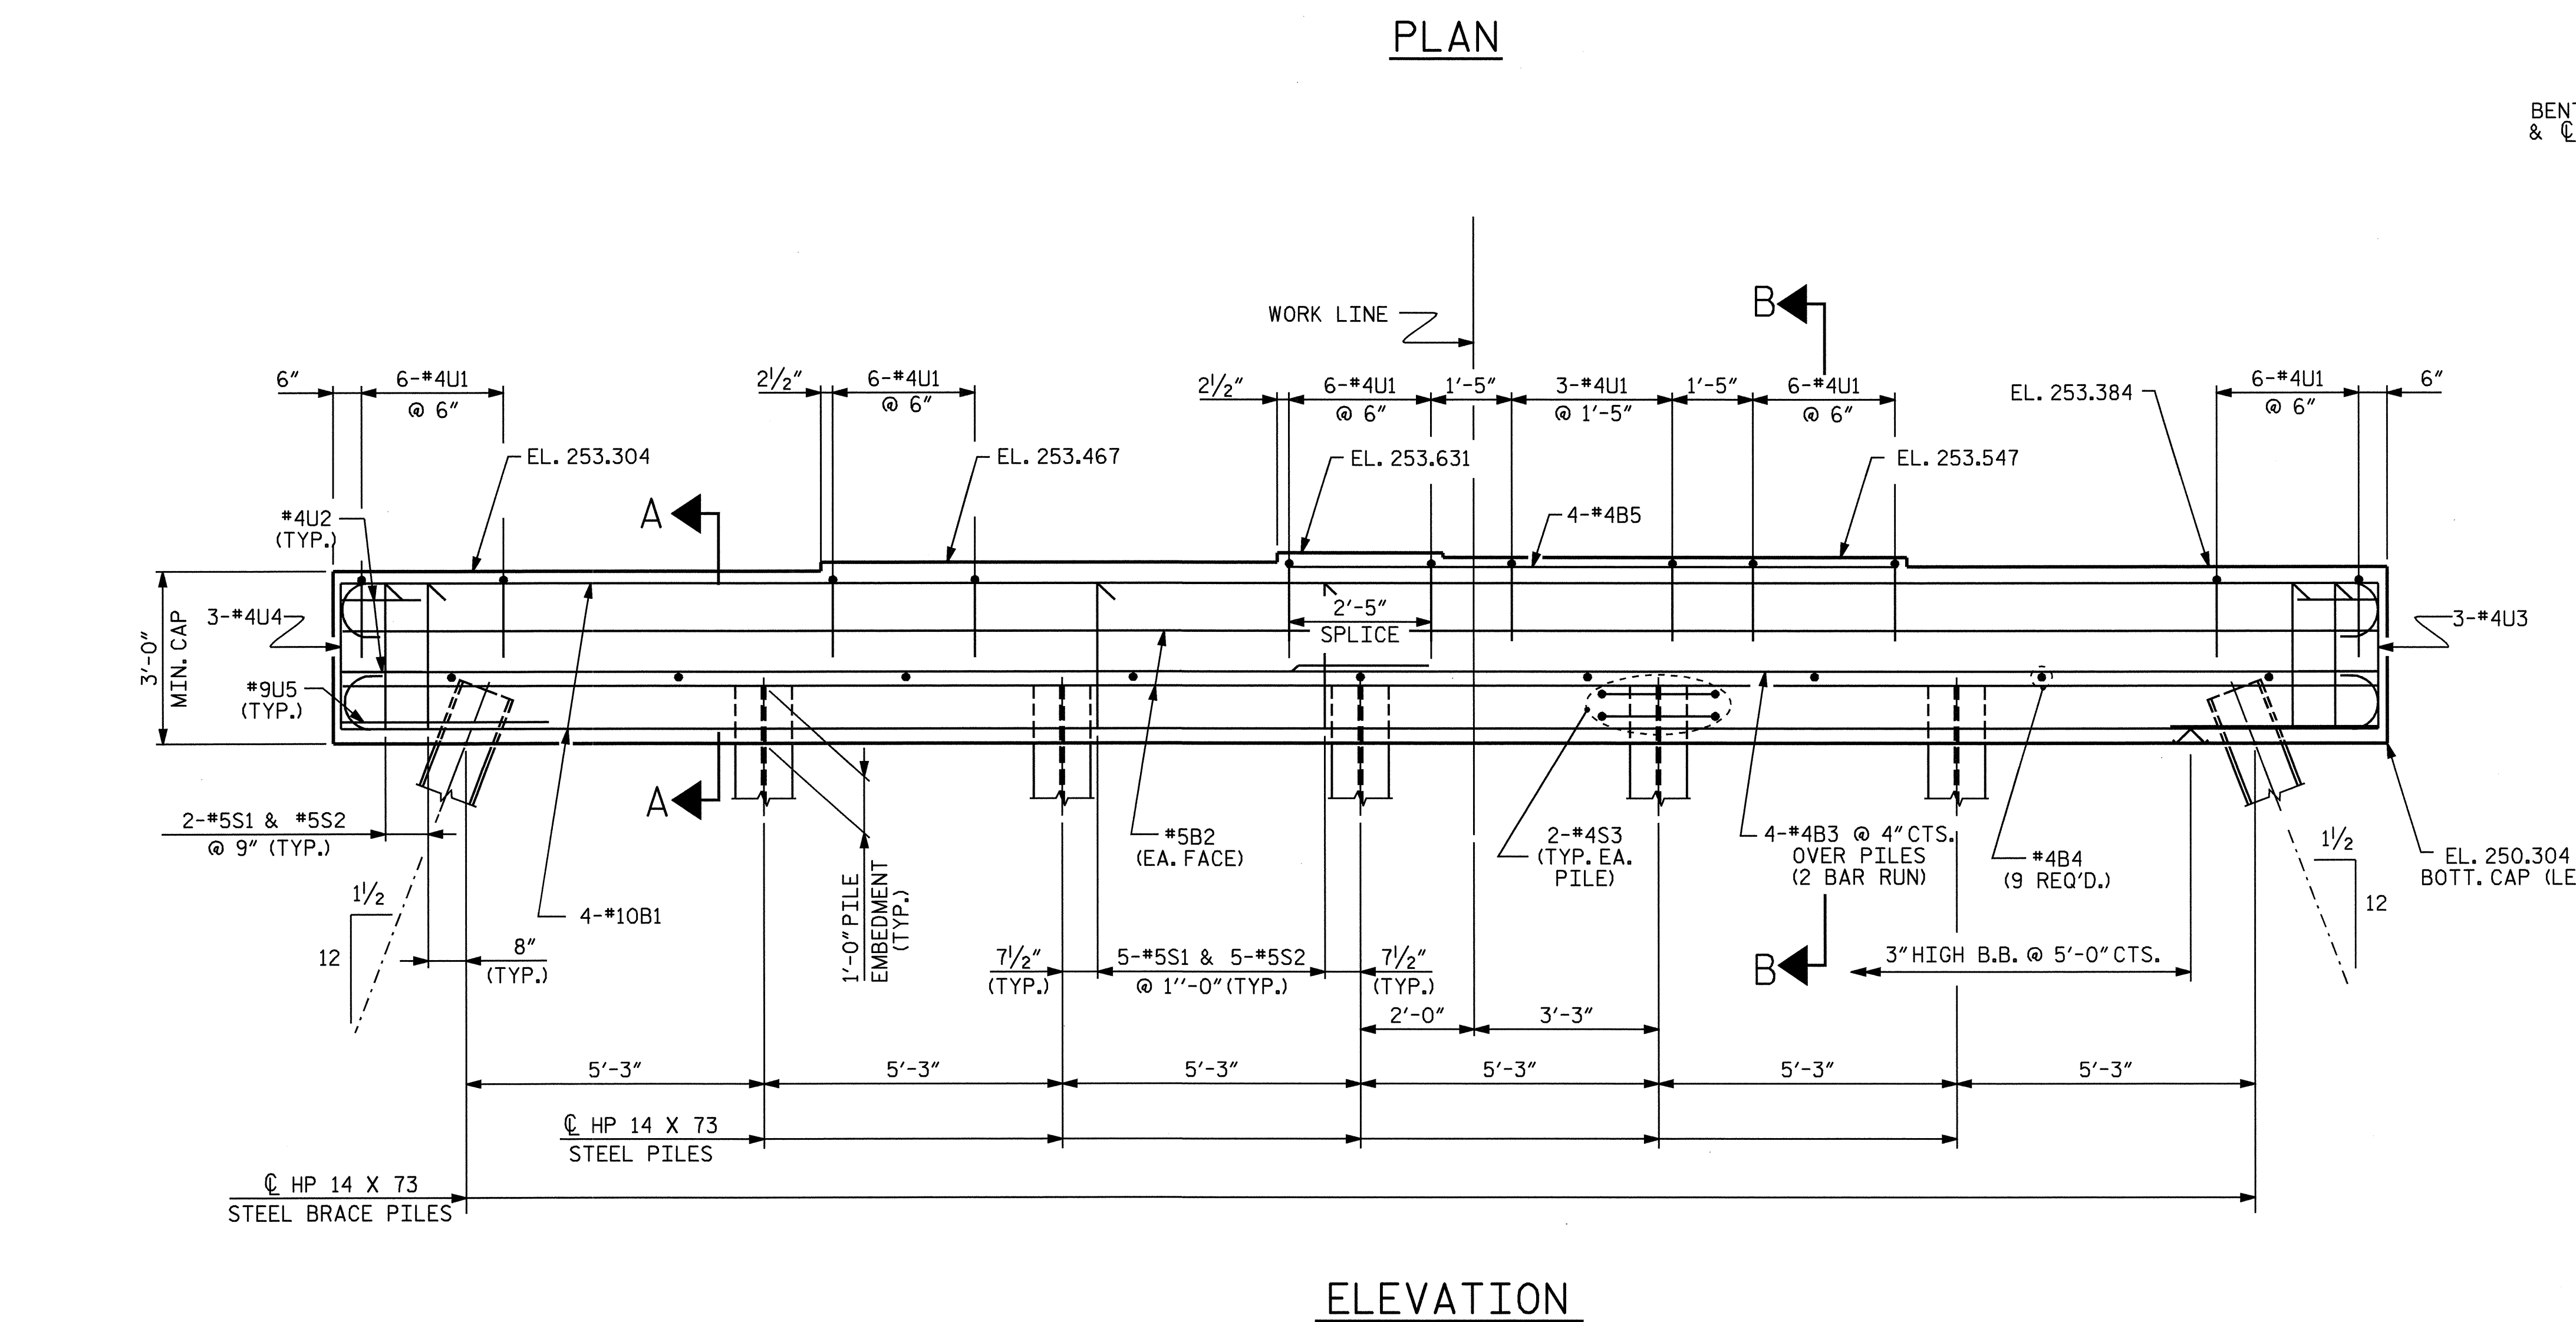 PLAN
BENT
& ℄
WORK LINE
B
6"
6-#4U1
@ 6"
2½"
6-#4U1
@ 6"
2½"
6-#4U1
@ 6"
1'-5"
3-#4U1
@ 1'-5"
1'-5"
6-#4U1
@ 6"
EL. 253.384
6-#4U1
@ 6"
6"
EL. 253.304
EL. 253.467
EL. 253.631
EL. 253.547
#4U2
(TYP.)
A
4-#4B5
3'-0"
MIN. CAP
3-#4U4
2'-5"
SPLICE
3-#4U3
#9U5
(TYP.)
A
2-#5S1 & #5S2
@ 9" (TYP.)
#5B2
(EA. FACE)
2-#4S3
(TYP. EA.
PILE)
4-#4B3 @ 4" CTS.
OVER PILES
(2 BAR RUN)
#4B4
(9 REQ'D.)
1½
12
EL. 250.304
BOTT. CAP (LE
1½
12
4-#10B1
1'-0" PILE
EMBEDMENT
(TYP.)
8"
(TYP.)
7½"
(TYP.)
5-#5S1 & 5-#5S2
@ 1''-0" (TYP.)
7½"
(TYP.)
B
3" HIGH B.B. @ 5'-0" CTS.
2'-0"
3'-3"
5'-3"
5'-3"
5'-3"
5'-3"
5'-3"
5'-3"
℄ HP 14 X 73
STEEL PILES
℄ HP 14 X 73
STEEL BRACE PILES
ELEVATION